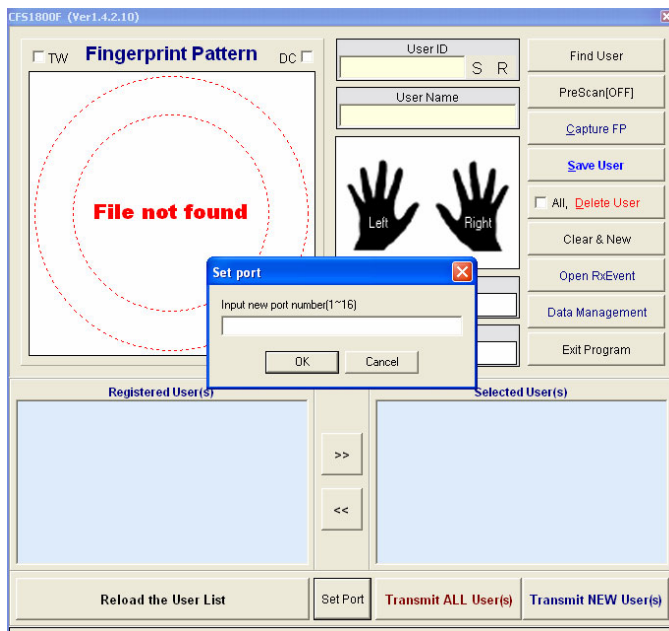 CFS1800F (Ver1.4.2.10)
TW Fingerprint Pattern DC
File not found
User ID
S R
User Name
Left Right
Find User
PreScan[OFF]
Capture FP
Save User
All, Delete User
Clear & New
Open RxEvent
Data Management
Exit Program
Set port
Input new port number(1~16)
OK Cancel
Registered User(s)
Selected User(s)
>>
<<
Reload the User List
Set Port
Transmit ALL User(s)
Transmit NEW User(s)